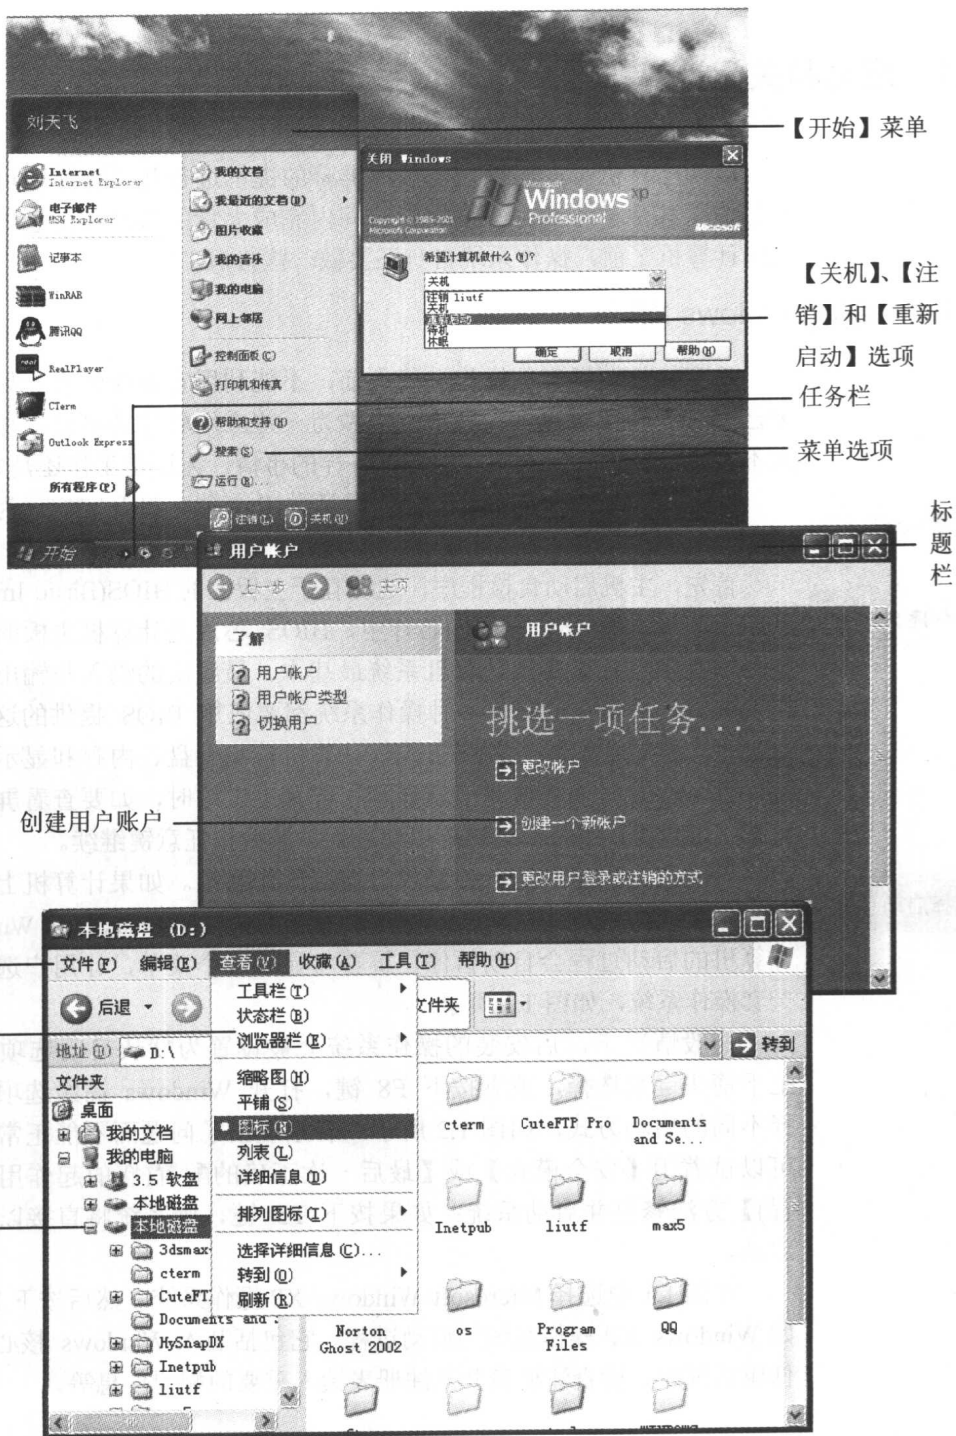 刘天飞
【开始】菜单
Internet
Internet Explorer
电子邮件
MSN Explorer
记事本
WinRAR
腾讯QQ
RealPlayer
CTerm
Outlook Express
所有程序(P)
我的文档
我最近的文档(D)
图片收藏
我的音乐
我的电脑
网上邻居
控制面板(C)
打印机和传真
帮助和支持(H)
搜索(S)
运行(R)...
注销(L)
关机(U)
开始
关闭 Windows
Microsoft
Windows xp
Professional
Copyright © 1985-2001
Microsoft Corporation
Microsoft
希望计算机做什么(W)?
关机
注销 liutf
关机
重新启动
待机
休眠
确定
取消
帮助(H)
【关机】、【注
销】和【重新
启动】选项
任务栏
菜单选项
标
题
栏
用户帐户
上一步
主页
了解
用户帐户
用户帐户类型
切换用户
用户帐户
挑选一项任务...
更改帐户
创建一个新帐户
更改用户登录或注销的方式
创建用户账户
本地磁盘 (D:)
文件(F) 编辑(E) 查看(V) 收藏(A) 工具(T) 帮助(H)
后退
件夹
地址(D)
D:\
转到
工具栏(T)
状态栏(B)
浏览器栏(E)
缩略图(H)
平铺(S)
图标(N)
列表(L)
详细信息(D)
排列图标(I)
选择详细信息(C)...
转到(O)
刷新(R)
文件夹
桌面
我的文档
我的电脑
3.5 软盘
本地磁盘
本地磁盘
3dsmax
cterm
CuteFT
Documents and
HySnapDX
Inetpub
liutf
cterm
CuteFTP Pro
Documents
and Se...
Inetpub
liutf
max5
Norton
Ghost 2002
os
Program
Files
QQ